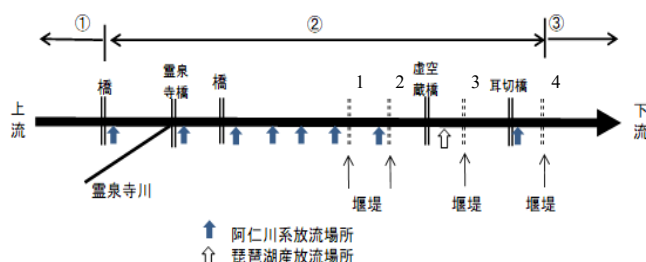 ① ② ③
橋
霊泉
寺橋
橋
1
2
虚空
蔵橋
3
耳切橋
4
上
流
下
流
霊泉寺川
堰堤
堰堤
堰堤
阿仁川系放流場所
琵琶湖産放流場所